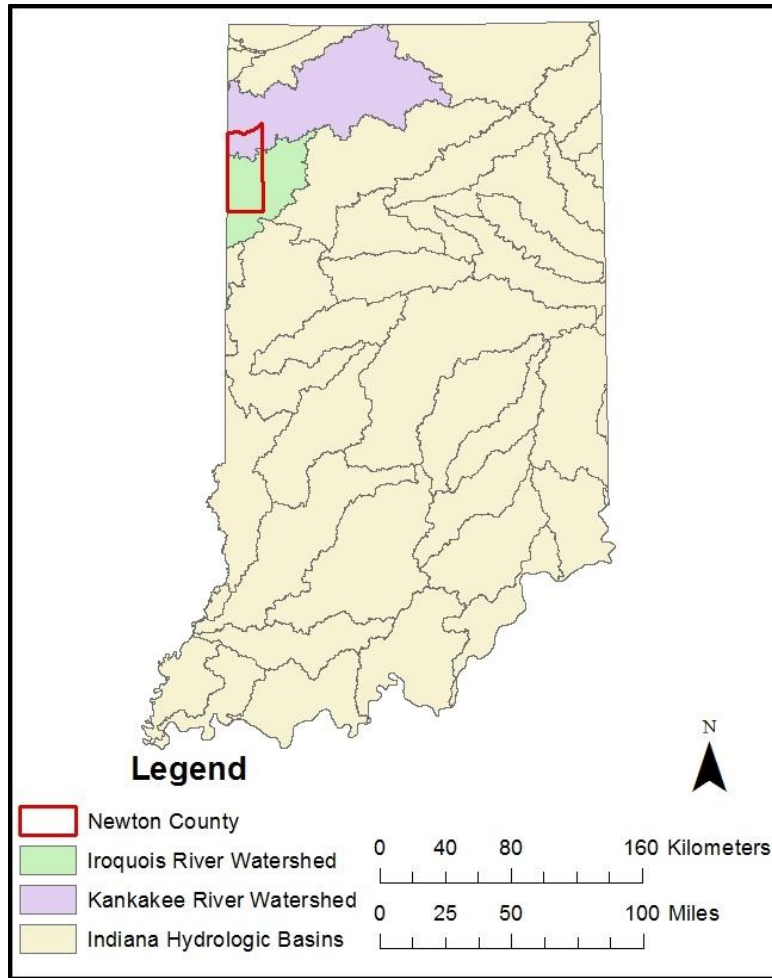 N
Legend
Newton County
Iroquois River Watershed
Kankakee River Watershed
Indiana Hydrologic Basins
0 40 80 160 Kilometers
0 25 50 100 Miles